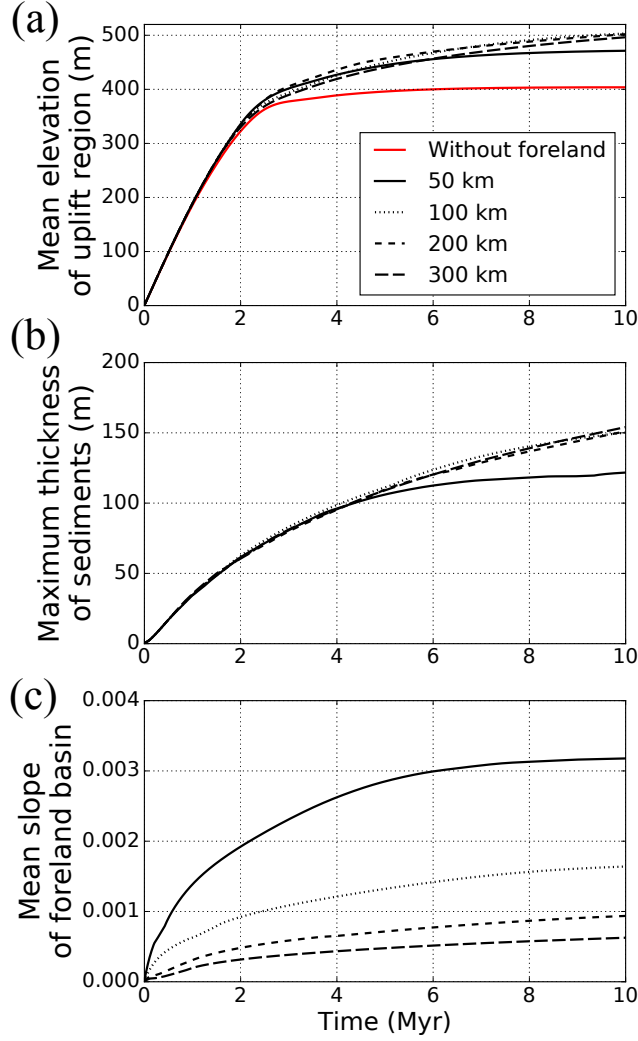 (a)
Mean elevation
of uplift region (m)
500
400
300
200
100
0
Without foreland
50 km
100 km
200 km
300 km
0 2 4 6 8 10
(b)
Maximum thickness
of sediments (m)
200
150
100
50
0
0 2 4 6 8 10
(c)
Mean slope
of foreland basin
0.004
0.003
0.002
0.001
0.000
0 2 4 6 8 10
Time (Myr)